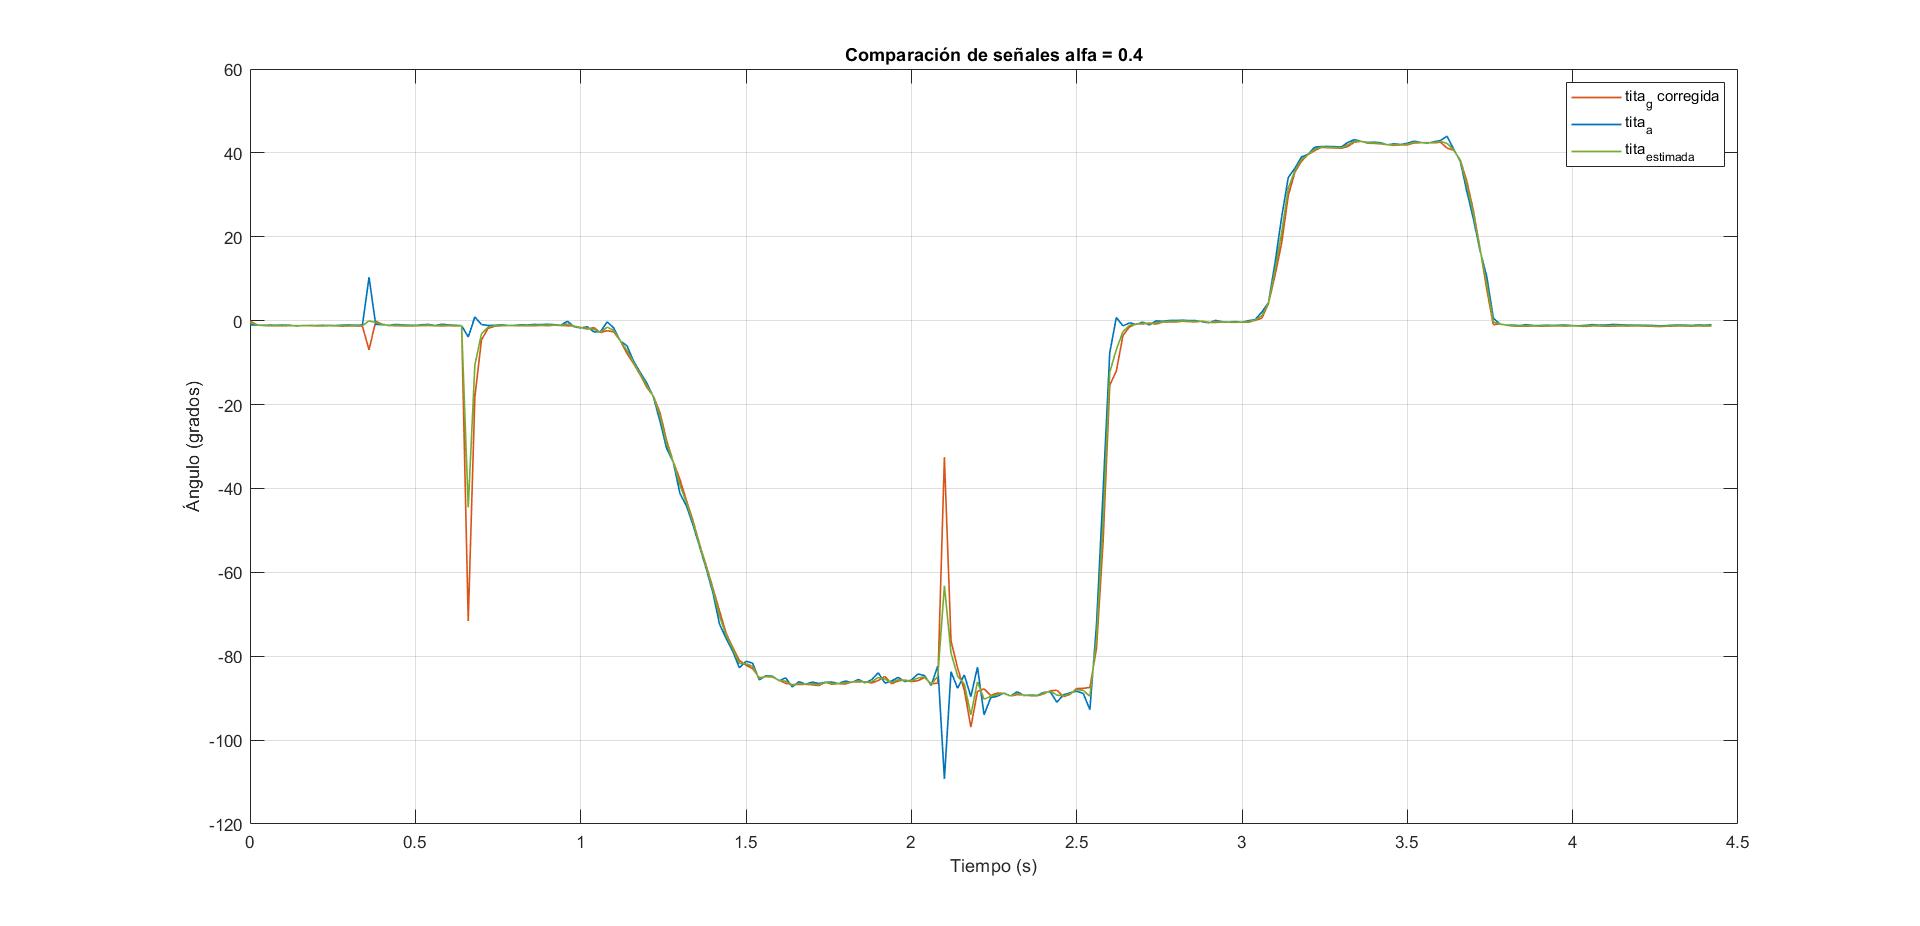 Comparación de señales alfa = 0.4
60
40
20
0
-20
-40
-60
-80
-100
-120
Ángulo (grados)
tita_g corregida
tita_a
tita_estimada
0 0.5 1 1.5 2 2.5 3 3.5 4 4.5
Tiempo (s)